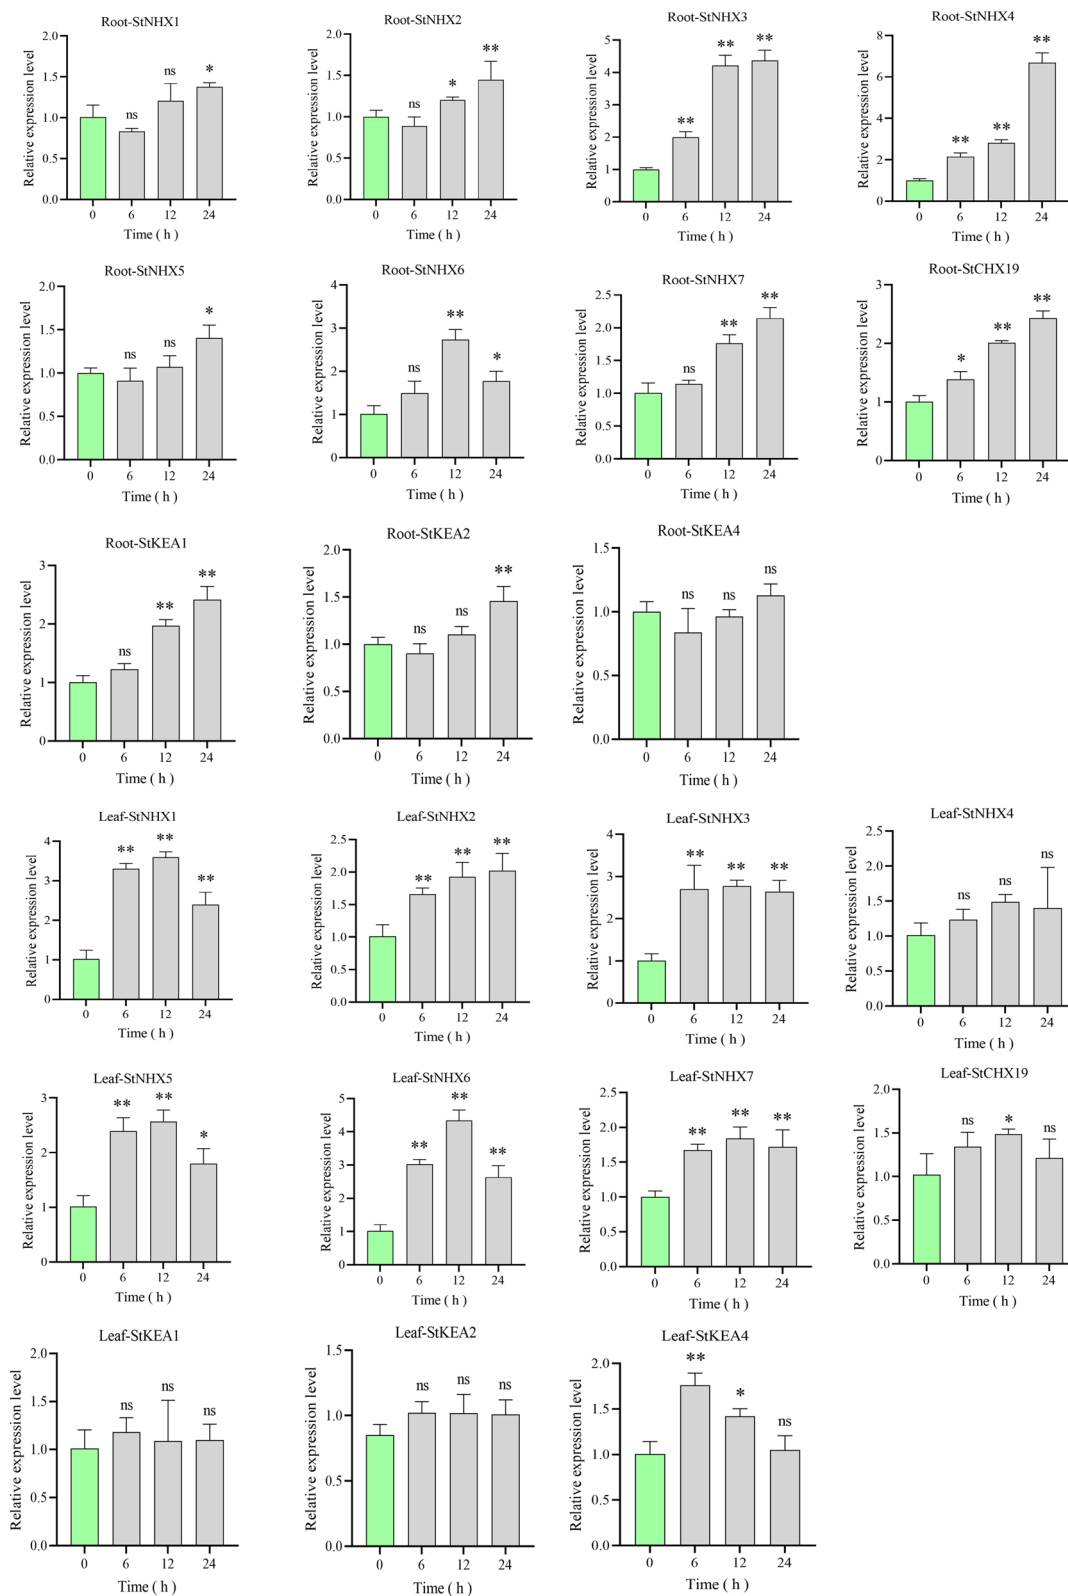 Root-StNHX1
Relative expression level
2.0
1.5
1.0
0.5
0.0
ns
ns
*
0 6 12 24
Time ( h )
Root-StNHX2
Relative expression level
2.0
1.5
1.0
0.5
0.0
ns
*
**
0 6 12 24
Time ( h )
Root-StNHX3
Relative expression level
5
4
3
2
1
0
**
**
**
0 6 12 24
Time ( h )
Root-StNHX4
Relative expression level
8
6
4
2
0
**
**
**
0 6 12 24
Time ( h )
Root-StNHX5
Relative expression level
2.0
1.5
1.0
0.5
0.0
ns
ns
*
0 6 12 24
Time ( h )
Root-StNHX6
Relative expression level
4
3
2
1
0
ns
**
*
0 6 12 24
Time ( h )
Root-StNHX7
Relative expression level
2.5
2.0
1.5
1.0
0.5
0.0
ns
**
**
0 6 12 24
Time ( h )
Root-StCHX19
Relative expression level
3
2
1
0
*
**
**
0 6 12 24
Time ( h )
Root-StKEA1
Relative expression level
3
2
1
0
ns
**
**
0 6 12 24
Time ( h )
Root-StKEA2
Relative expression level
2.0
1.5
1.0
0.5
0.0
ns
ns
**
0 6 12 24
Time ( h )
Root-StKEA4
Relative expression level
1.5
1.0
0.5
0.0
ns
ns
ns
0 6 12 24
Time ( h )
Leaf-StNHX1
Relative expression level
4
3
2
1
0
**
**
**
0 6 12 24
Time ( h )
Leaf-StNHX2
Relative expression level
2.5
2.0
1.5
1.0
0.5
0.0
**
**
**
0 6 12 24
Time ( h )
Leaf-StNHX3
Relative expression level
4
3
2
1
0
**
**
**
0 6 12 24
Time ( h )
Leaf-StNHX4
Relative expression level
2.5
2.0
1.5
1.0
0.5
0.0
ns
ns
ns
0 6 12 24
Time ( h )
Leaf-StNHX5
Relative expression level
3
2
1
0
**
**
*
0 6 12 24
Time ( h )
Leaf-StNHX6
Relative expression level
5
4
3
2
1
0
**
**
**
0 6 12 24
Time ( h )
Leaf-StNHX7
Relative expression level
2.5
2.0
1.5
1.0
0.5
0.0
**
**
**
0 6 12 24
Time ( h )
Leaf-StCHX19
Relative expression level
2.0
1.5
1.0
0.5
0.0
ns
*
ns
0 6 12 24
Time ( h )
Leaf-StKEA1
Relative expression level
2.0
1.5
1.0
0.5
0.0
ns
ns
ns
0 6 12 24
Time ( h )
Leaf-StKEA2
Relative expression level
1.5
1.0
0.5
0.0
ns
ns
ns
0 6 12 24
Time ( h )
Leaf-StKEA4
Relative expression level
2.0
1.5
1.0
0.5
0.0
**
*
ns
0 6 12 24
Time ( h )